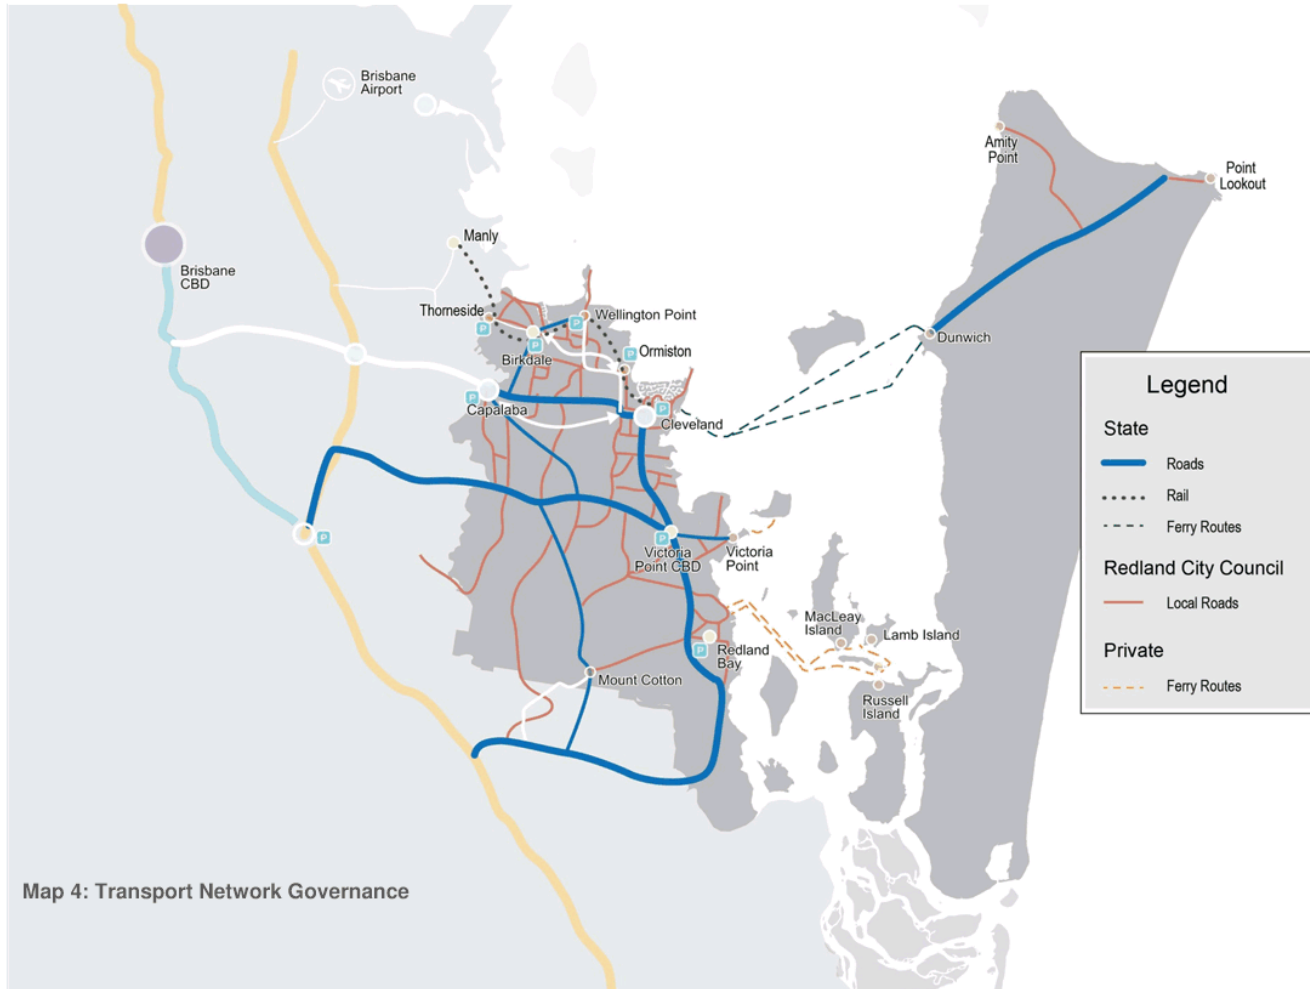 Brisbane
Airport
Amity
Point
Point
Lookout
Manly
Brisbane
CBD
Thorneside
P
Wellington Point
P
Dunwich
P
Birkdale
P
Ormiston
P
Capalaba
P
Cleveland
Legend
State
Roads
Rail
Ferry Routes
Redland City Council
Local Roads
Private
Ferry Routes
P
P
Victoria
Point CBD
Victoria
Point
MacLeay
Island
Lamb Island
P
Redland
Bay
Mount Cotton
Russell
Island
Map 4: Transport Network Governance